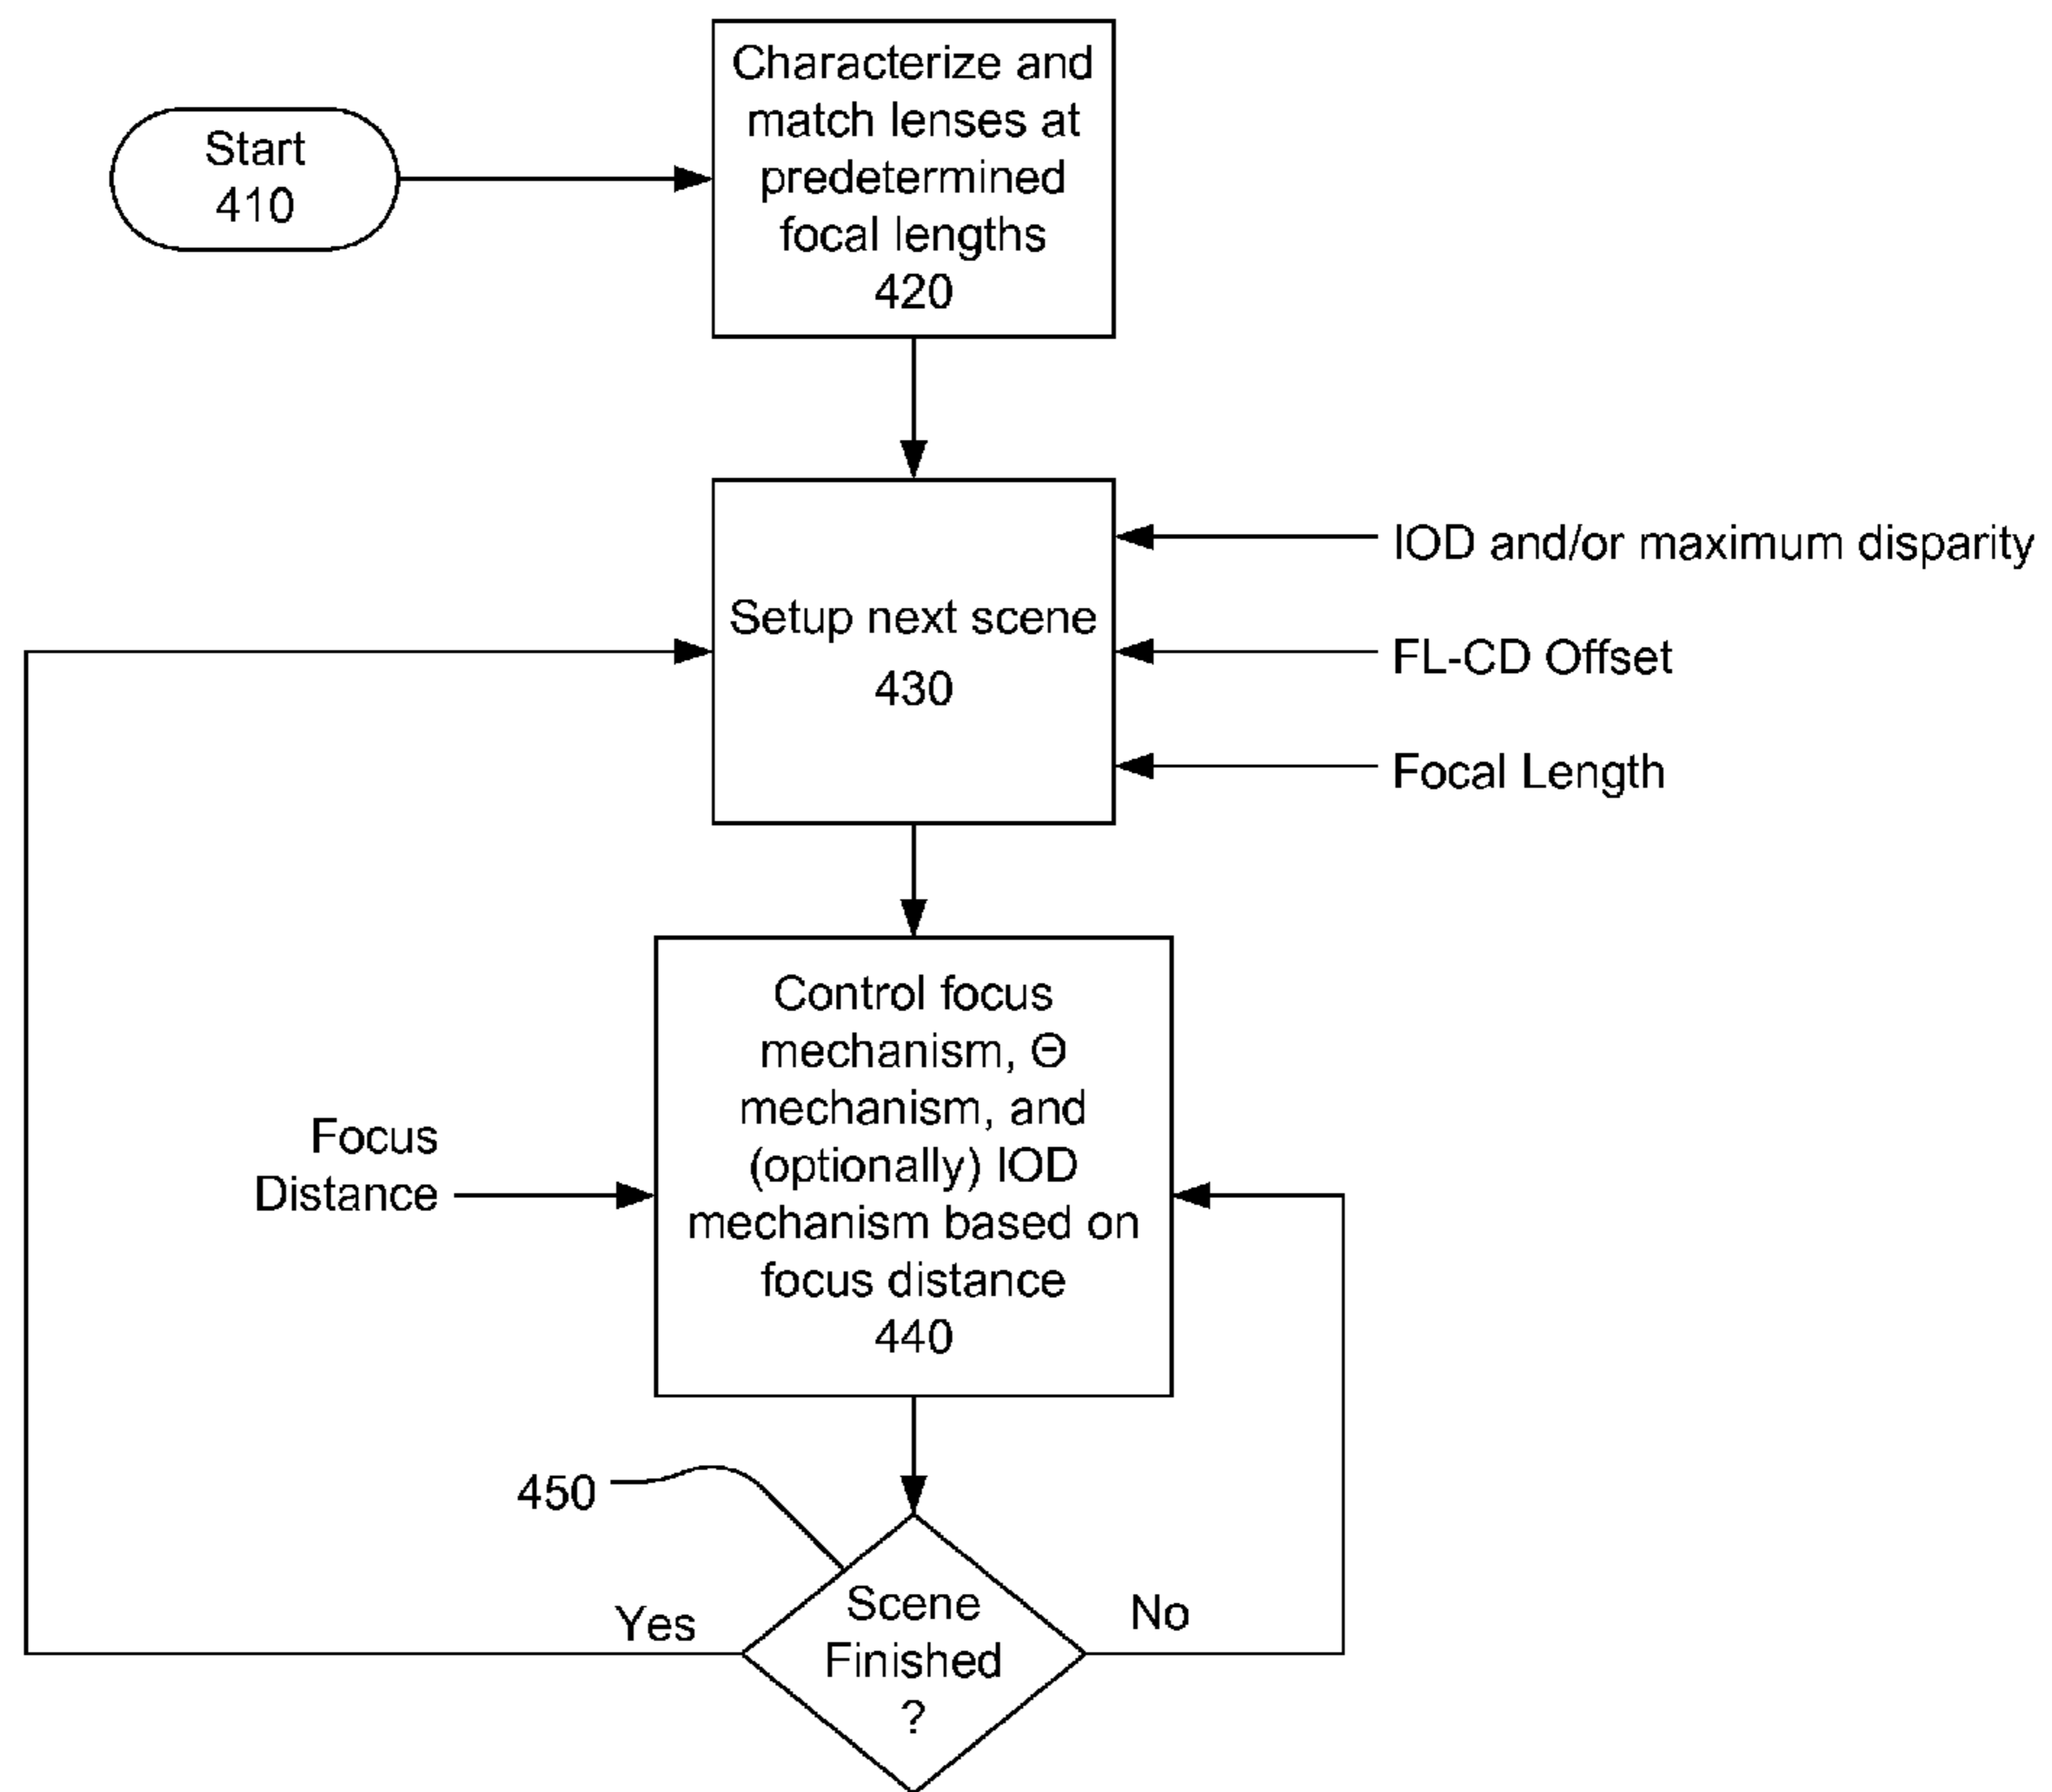 Start
410
Characterize and
match lenses at
predetermined
focal lengths
420
Setup next scene
430
IOD and/or maximum disparity
FL-CD Offset
Focal Length
Control focus
mechanism, Θ
mechanism, and
(optionally) IOD
mechanism based on
focus distance
440
Focus
Distance
450
Scene
Finished
?
Yes
No